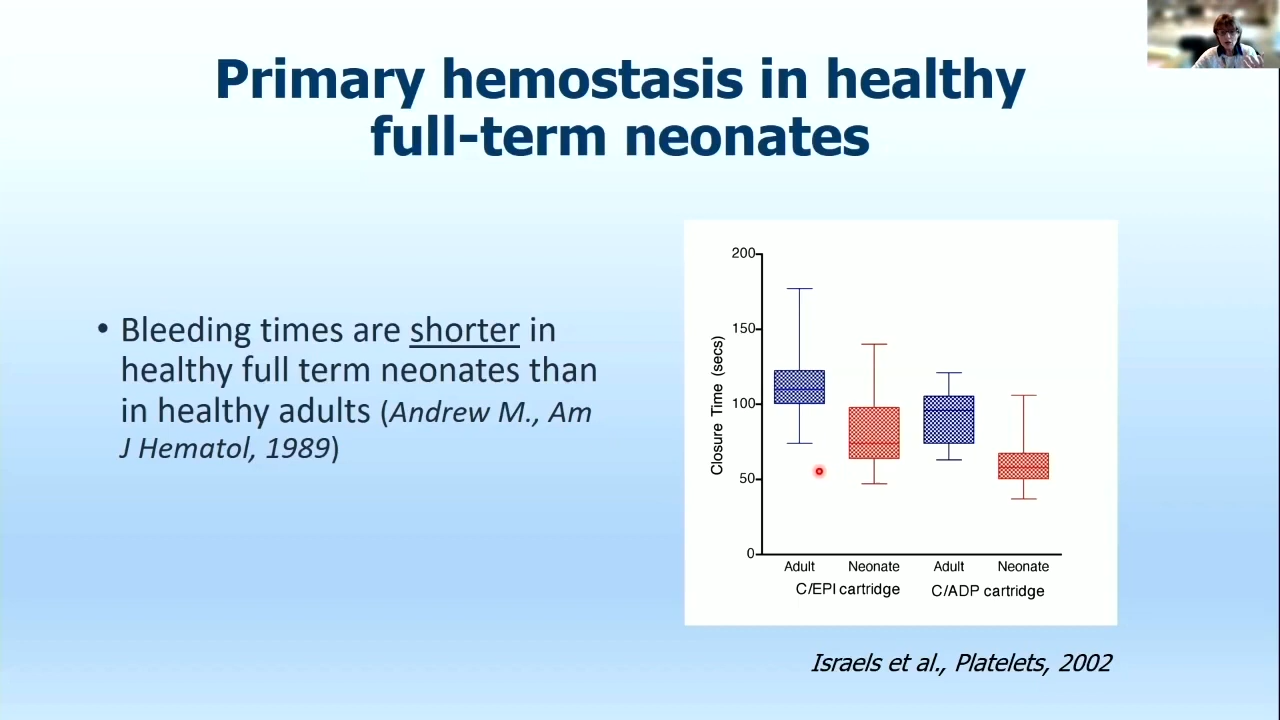 Primary hemostasis in healthy
full-term neonates
• Bleeding times are shorter in
healthy full term neonates than
in healthy adults (Andrew M., Am
J Hematol, 1989)
Closure Time (secs)
200
150
100
50
0
Adult Neonate Adult Neonate
C/EPI cartridge C/ADP cartridge
Israels et al., Platelets, 2002